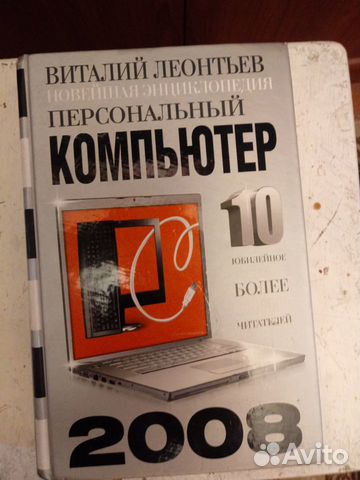 ВИТАЛИЙ ЛЕОНТЬЕВ
НОВЕЙШАЯ ЭНЦИКЛОПЕДИЯ
ПЕРСОНАЛЬНЫЙ
КОМПЬЮТЕР
10
ЮБИЛЕЙНОЕ
БОЛЕЕ
ЧИТАТЕЛЕЙ
2008
Avito